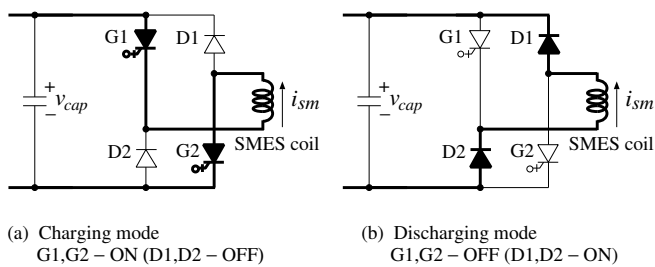 G1
D1
+
v_cap
−
i_sm
SMES coil
D2
G2
G1
D1
+
v_cap
−
i_sm
SMES coil
D2
G2
(a) Charging mode
G1,G2 − ON (D1,D2 − OFF)
(b) Discharging mode
G1,G2 − OFF (D1,D2 − ON)